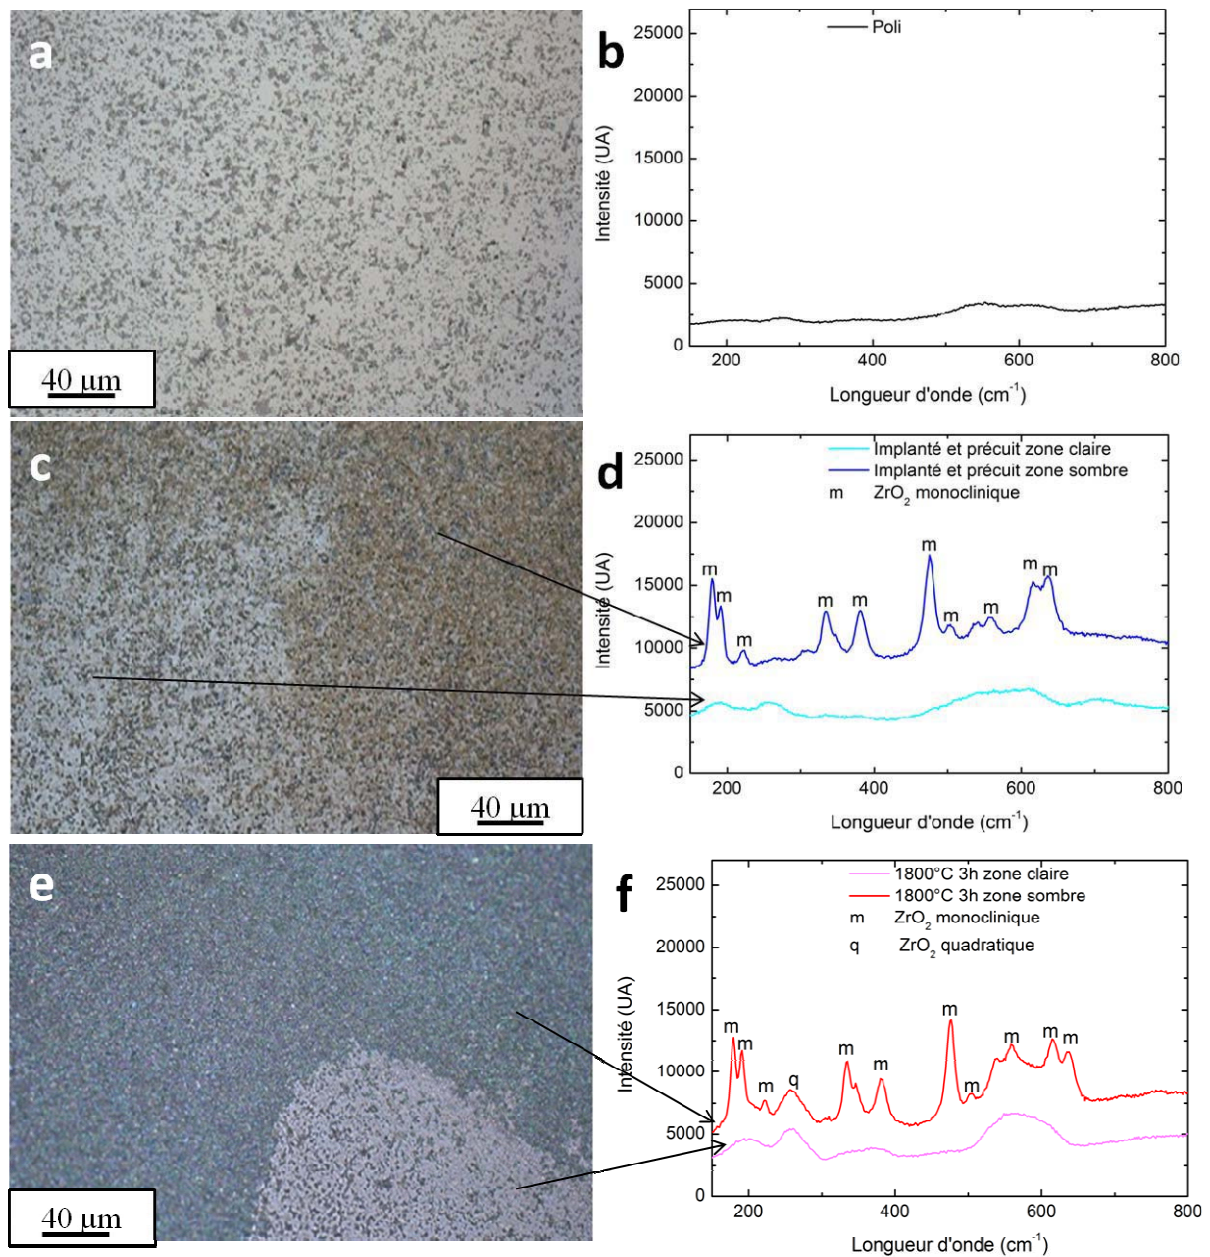 a
40 µm
b
Poli
25000
20000
15000
10000
5000
0
Intensité (UA)
200 400 600 800
Longueur d'onde (cm⁻¹)
c
40 µm
d
Implanté et précuit zone claire
Implanté et précuit zone sombre
m ZrO₂ monoclinique
25000
20000
15000
10000
5000
0
Intensité (UA)
m m m m m m m m m m
200 400 600 800
Longueur d'onde (cm⁻¹)
e
40 µm
f
1800°C 3h zone claire
1800°C 3h zone sombre
m ZrO₂ monoclinique
q ZrO₂ quadratique
25000
20000
15000
10000
5000
0
Intensité (UA)
m m m q m m m m m m m
200 400 600 800
Longueur d'onde (cm⁻¹)